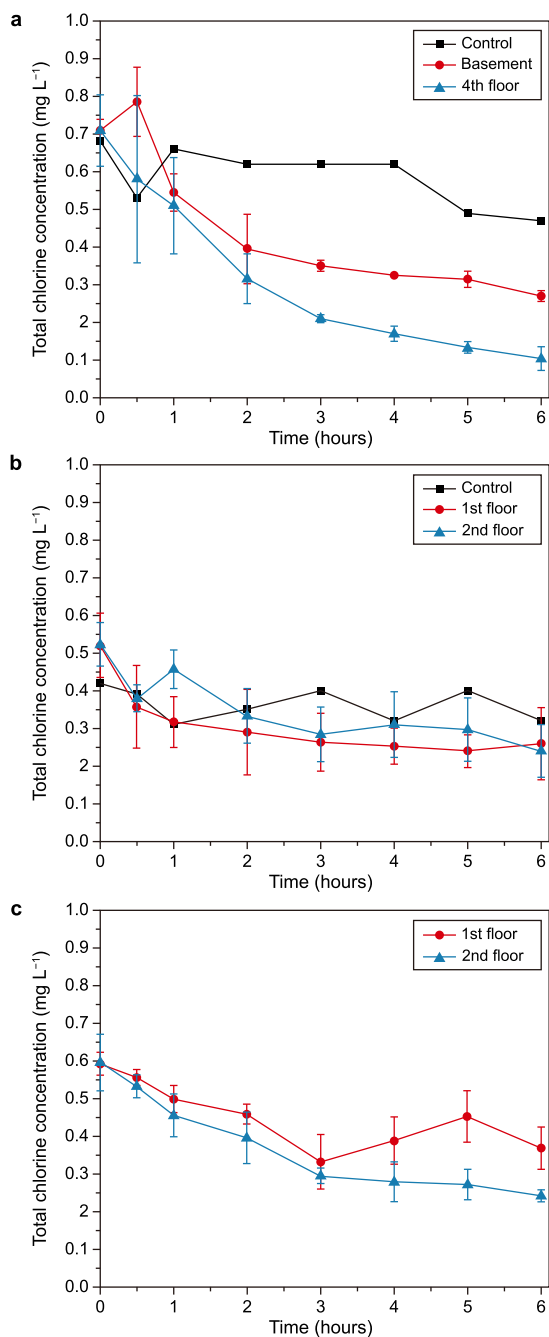 a
1.0
0.9
0.8
0.7
0.6
0.5
0.4
0.3
2
0.1
0.0
Total chlorine concentration (mg L⁻¹)
Control
Basement
4th floor
0 1 2 3 4 5 6
Time (hours)
b
1.0
0.9
0.8
0.7
0.6
0.5
0.4
0.3
2
0.1
0.0
Total chlorine concentration (mg L⁻¹)
Control
1st floor
2nd floor
0 1 2 3 4 5 6
Time (hours)
c
1.0
0.9
0.8
0.7
0.6
0.5
0.4
0.3
2
0.1
0.0
Total chlorine concentration (mg L⁻¹)
1st floor
2nd floor
0 1 2 3 4 5 6
Time (hours)